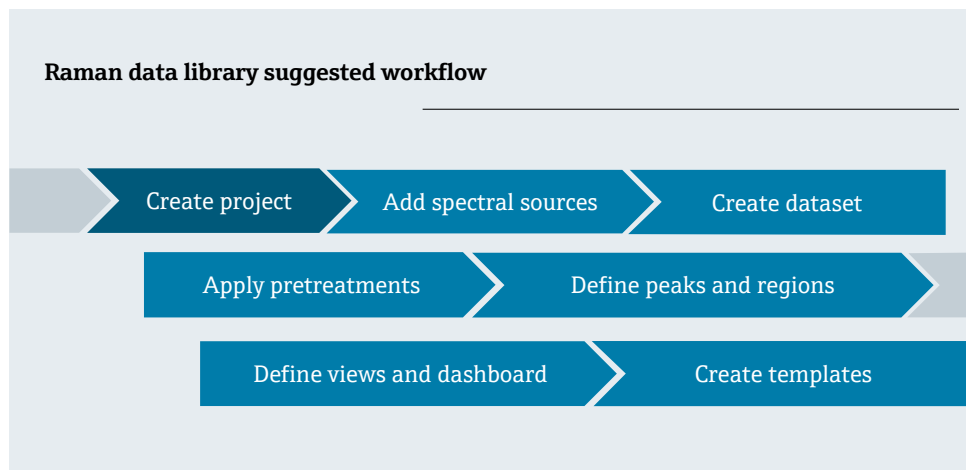 Raman data library suggested workflow
Create project
Add spectral sources
Create dataset
Apply pretreatments
Define peaks and regions
Define views and dashboard
Create templates